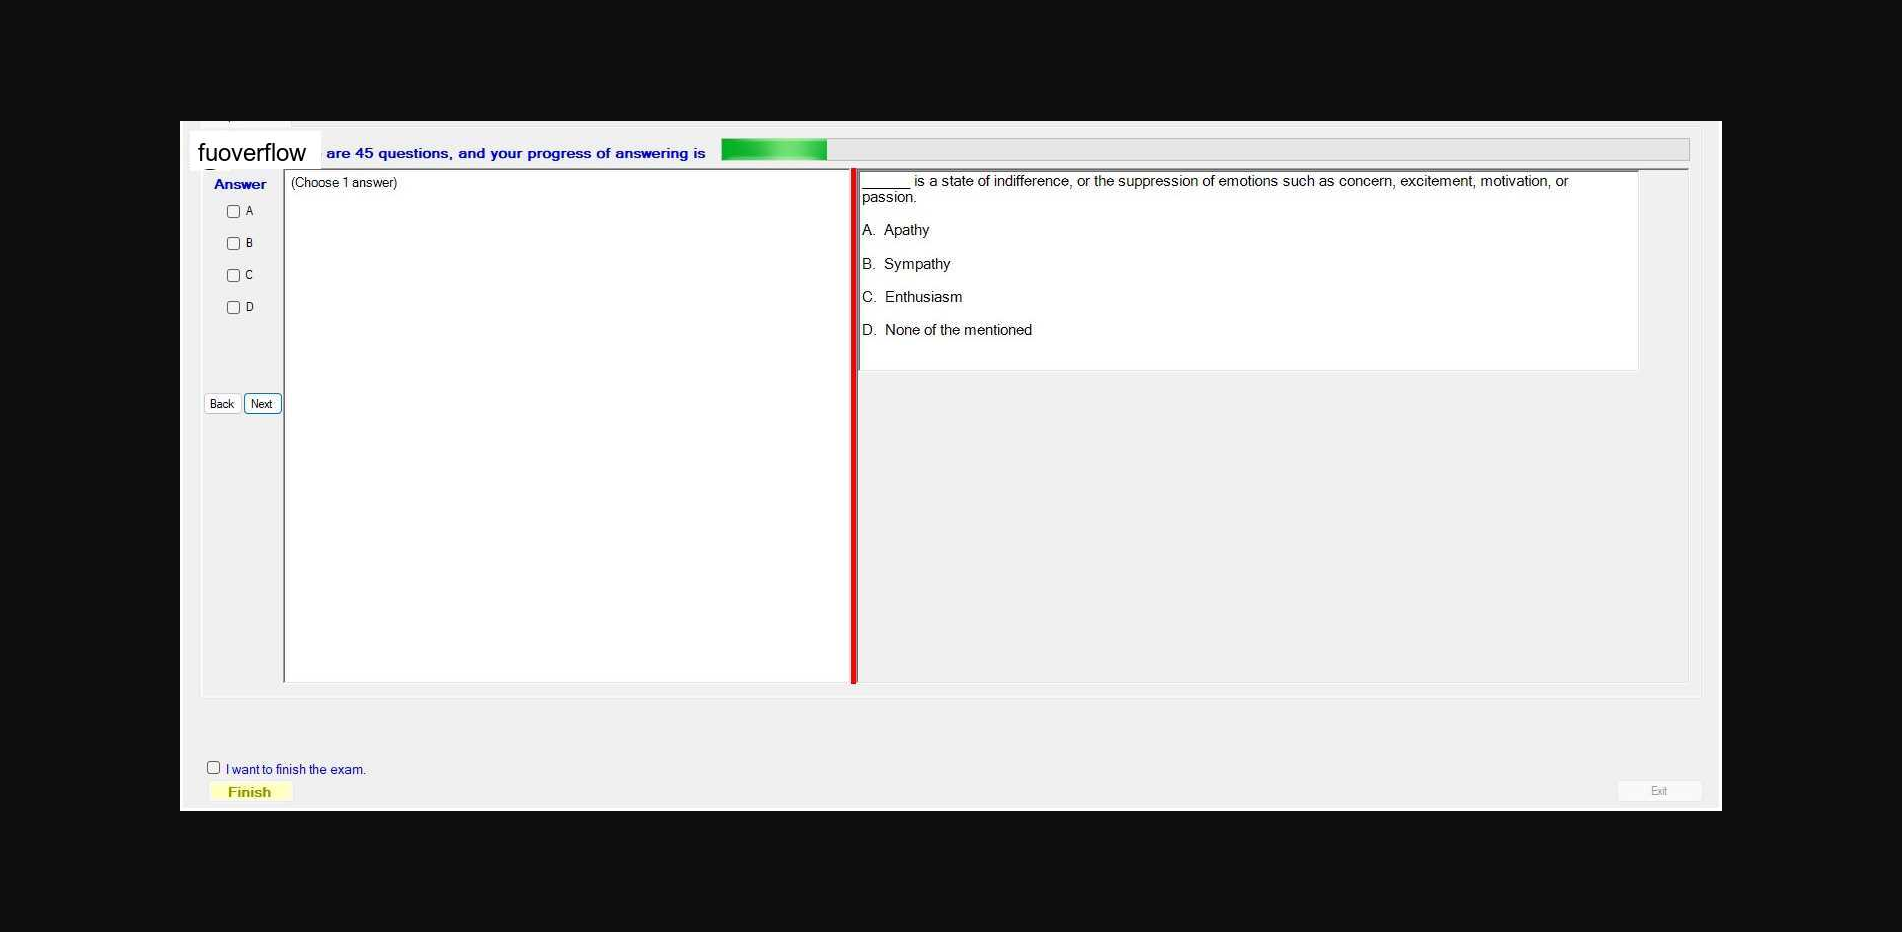 fuoverflow are 45 questions, and your progress of answering is
Answer
(Choose 1 answer)
A
B
C
D
Back Next
______ is a state of indifference, or the suppression of emotions such as concern, excitement, motivation, or
passion.
A. Apathy
B. Sympathy
C. Enthusiasm
D. None of the mentioned
I want to finish the exam.
Finish
Exit